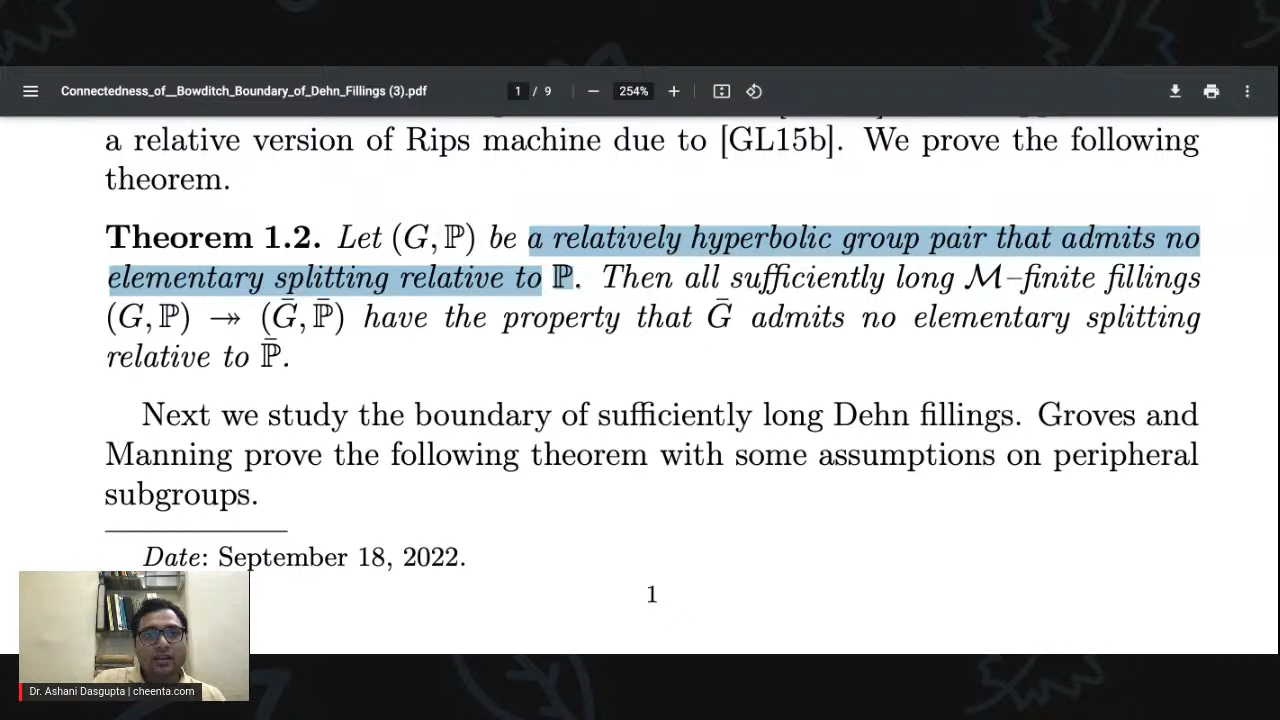 Connectedness_of__Bowditch_Boundary_of_Dehn_Fillings (3).pdf
1 / 9
254%
a relative version of Rips machine due to [GL15b]. We prove the following
theorem.
Theorem 1.2. Let (G, ℙ) be a relatively hyperbolic group pair that admits no
elementary splitting relative to ℙ. Then all sufficiently long ℳ–finite fillings
(G, ℙ) ↠ (Ḡ, ℙ̄) have the property that Ḡ admits no elementary splitting
relative to ℙ̄.
Next we study the boundary of sufficiently long Dehn fillings. Groves and
Manning prove the following theorem with some assumptions on peripheral
subgroups.
Date: September 18, 2022.
1
Dr. Ashani Dasgupta | cheenta.com